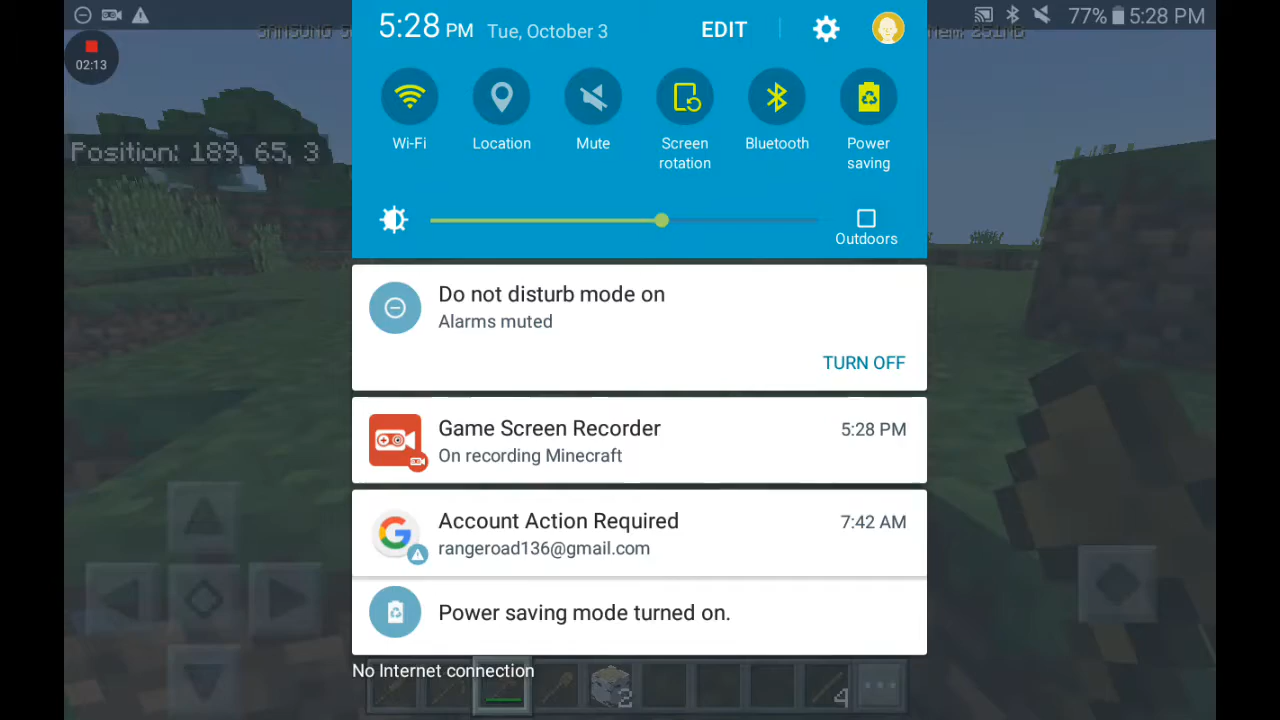 77% 5:28 PM
5:28 PM Tue, October 3 EDIT
02:13
Position: 189, 65, 3
Wi-Fi
Location
Mute
Screen
rotation
Bluetooth
Power
saving
Outdoors
Do not disturb mode on
Alarms muted
TURN OFF
Game Screen Recorder 5:28 PM
On recording Minecraft
Account Action Required 7:42 AM
rangeroad136@gmail.com
Power saving mode turned on.
No Internet connection
2
4